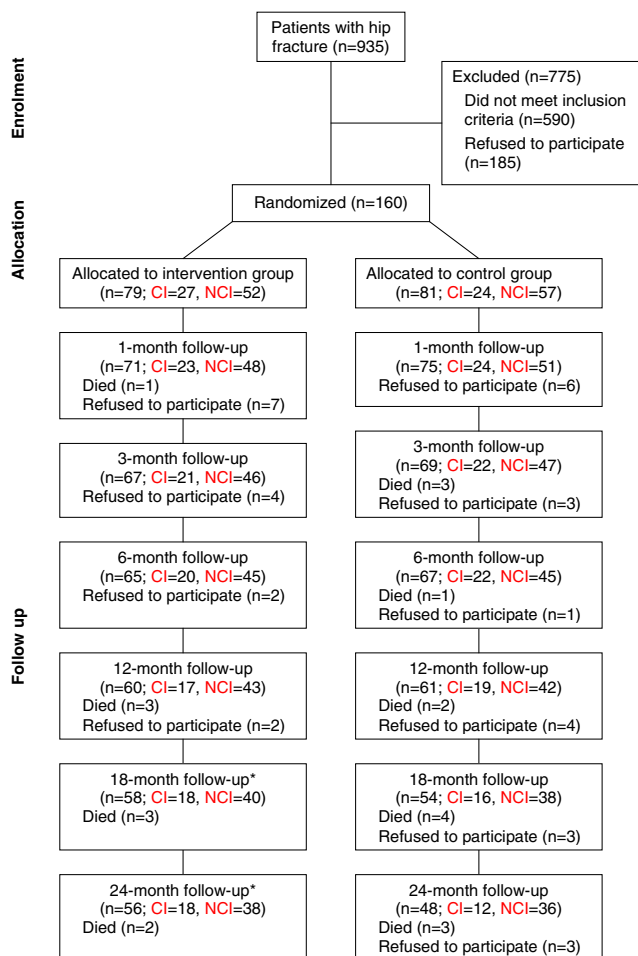 Patients with hip
fracture (n=935)
Excluded (n=775)
Did not meet inclusion
criteria (n=590)
Refused to participate
(n=185)
Enrolment
Randomized (n=160)
Allocation
Allocated to intervention group
(n=79; CI=27, NCI=52)
Allocated to control group
(n=81; CI=24, NCI=57)
1-month follow-up
(n=71; CI=23, NCI=48)
Died (n=1)
Refused to participate (n=7)
1-month follow-up
(n=75; CI=24, NCI=51)
Refused to participate (n=6)
3-month follow-up
(n=67; CI=21, NCI=46)
Refused to participate (n=4)
3-month follow-up
(n=69; CI=22, NCI=47)
Died (n=3)
Refused to participate (n=3)
6-month follow-up
(n=65; CI=20, NCI=45)
Refused to participate (n=2)
6-month follow-up
(n=67; CI=22, NCI=45)
Died (n=1)
Refused to participate (n=1)
Follow up
12-month follow-up
(n=60; CI=17, NCI=43)
Died (n=3)
Refused to participate (n=2)
12-month follow-up
(n=61; CI=19, NCI=42)
Died (n=2)
Refused to participate (n=4)
18-month follow-up*
(n=58; CI=18, NCI=40)
Died (n=3)
18-month follow-up
(n=54; CI=16, NCI=38)
Died (n=4)
Refused to participate (n=3)
24-month follow-up*
(n=56; CI=18, NCI=38)
Died (n=2)
24-month follow-up
(n=48; CI=12, NCI=36)
Died (n=3)
Refused to participate (n=3)